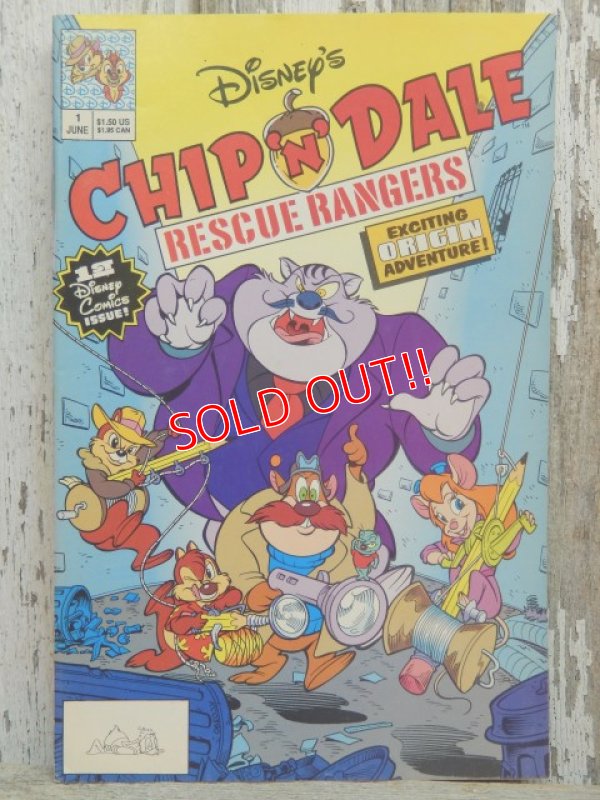 DISNEY'S
CHIP 'N' DALE
RESCUE RANGERS
1
JUNE
$1.50 US
$1.95 CAN
EXCITING
ORIGIN
ADVENTURE!
1st
Disney
Comics
ISSUE!
SOLD OUT!!